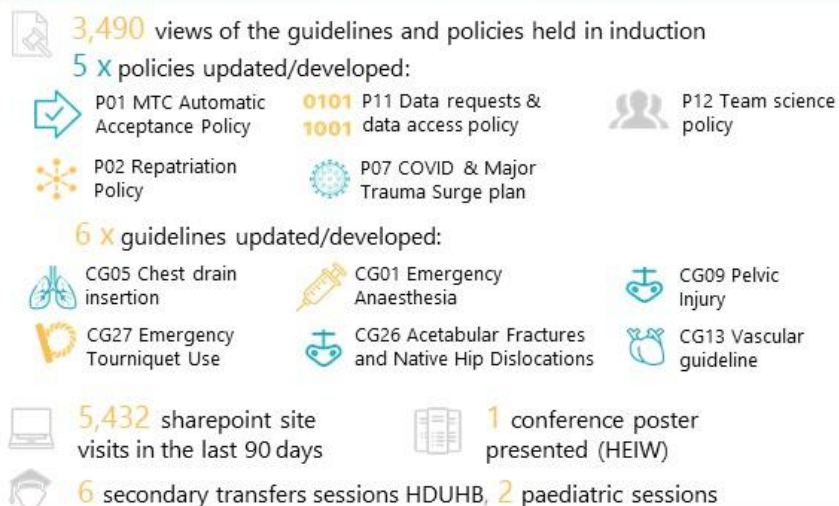 3,490 views of the guidelines and policies held in induction
5 x policies updated/developed:
P01 MTC Automatic
Acceptance Policy
0101
1001
P11 Data requests &
data access policy
P12 Team science
policy
P02 Repatriation
Policy
P07 COVID & Major
Trauma Surge plan
6 x guidelines updated/developed:
CG05 Chest drain
insertion
CG01 Emergency
Anaesthesia
CG09 Pelvic
Injury
CG27 Emergency
Tourniquet Use
CG26 Acetabular Fractures
and Native Hip Dislocations
CG13 Vascular
guideline
5,432 sharepoint site
visits in the last 90 days
1 conference poster
presented (HEIW)
6 secondary transfers sessions HDUHB, 2 paediatric sessions